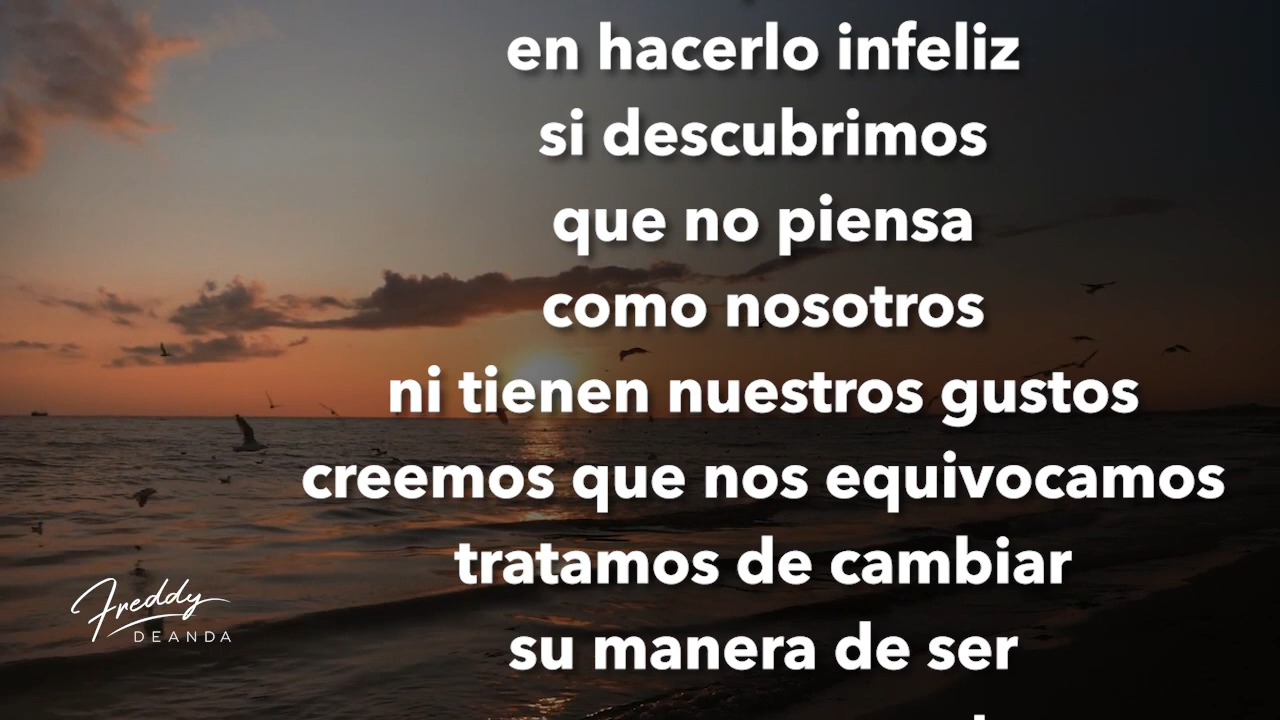 en hacerlo infeliz
si descubrimos
que no piensa
como nosotros
ni tienen nuestros gustos
creemos que nos equivocamos
tratamos de cambiar
su manera de ser
Freddy
DEANDA